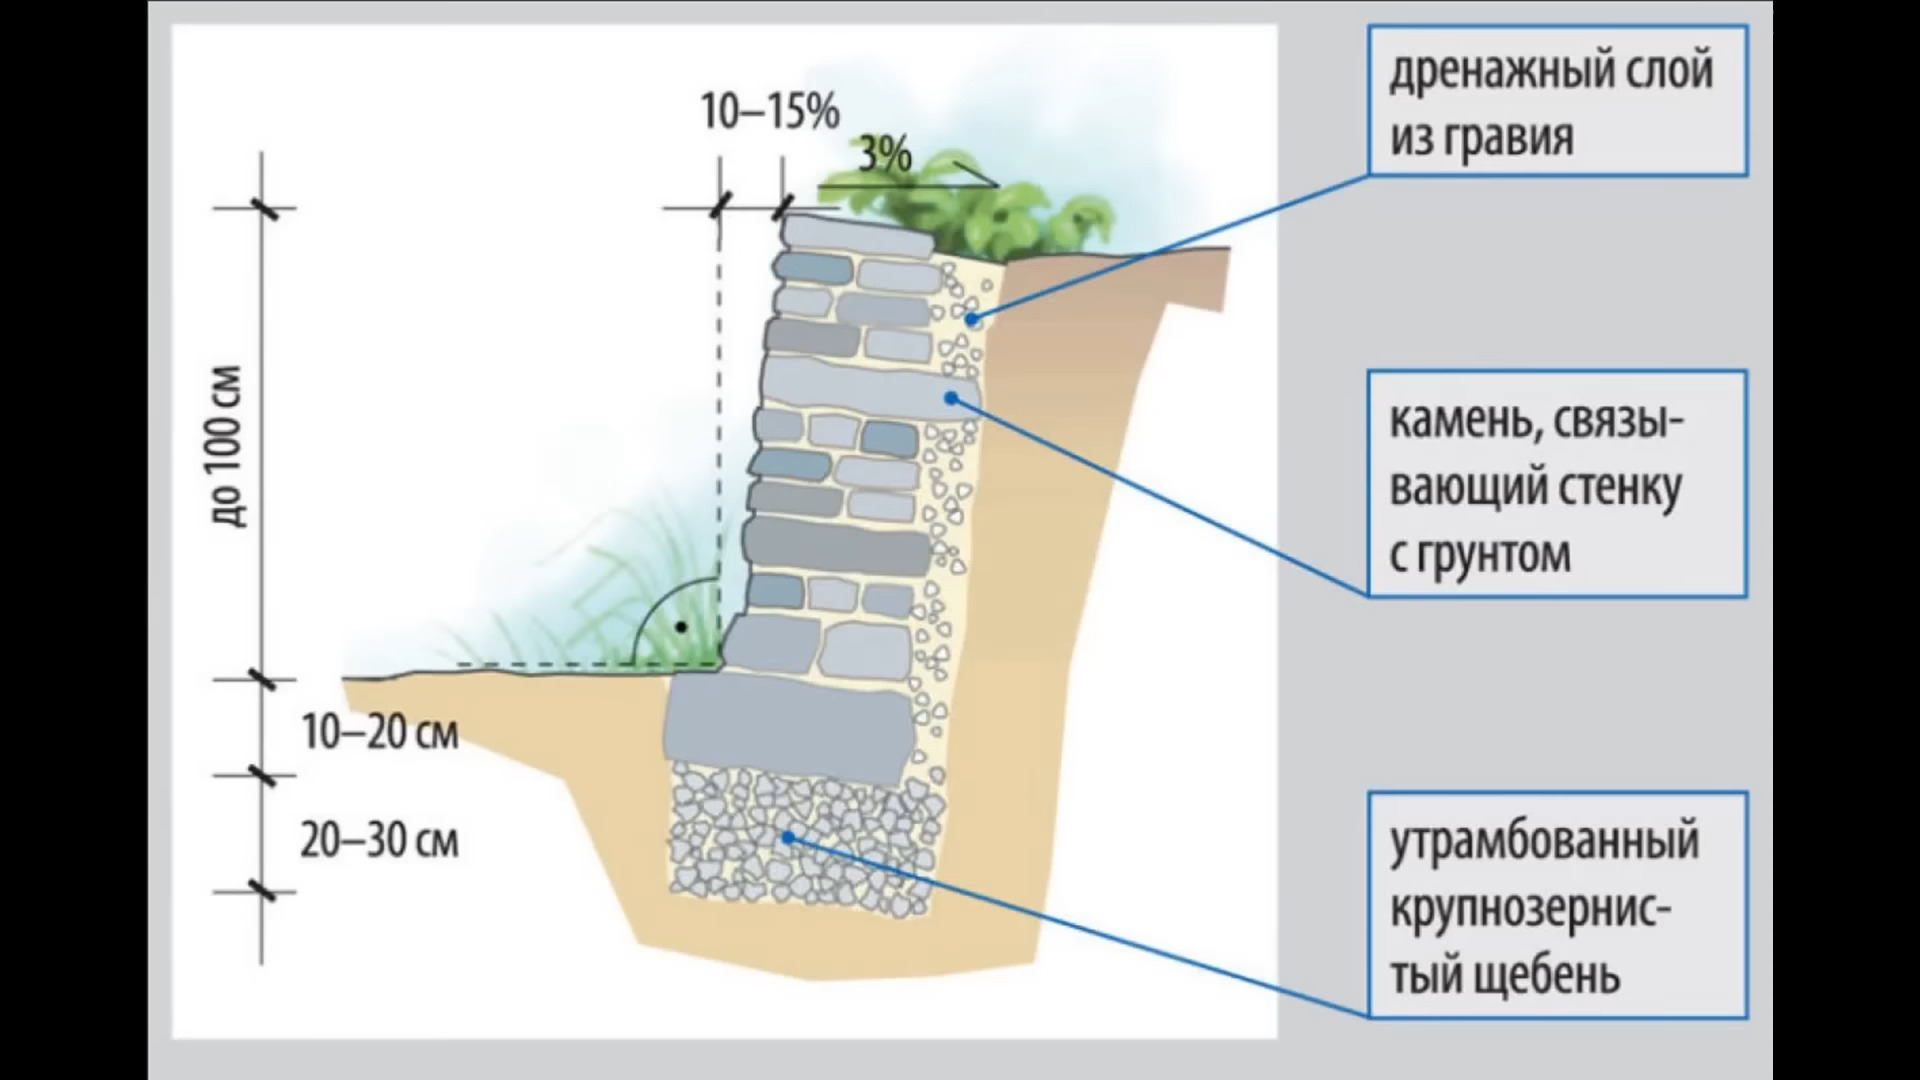 10–15%
3%
до 100 см
10–20 см
20–30 см
дренажный слой
из гравия
камень, связы-
вающий стенку
с грунтом
утрамбованный
крупнозернис-
тый щебень